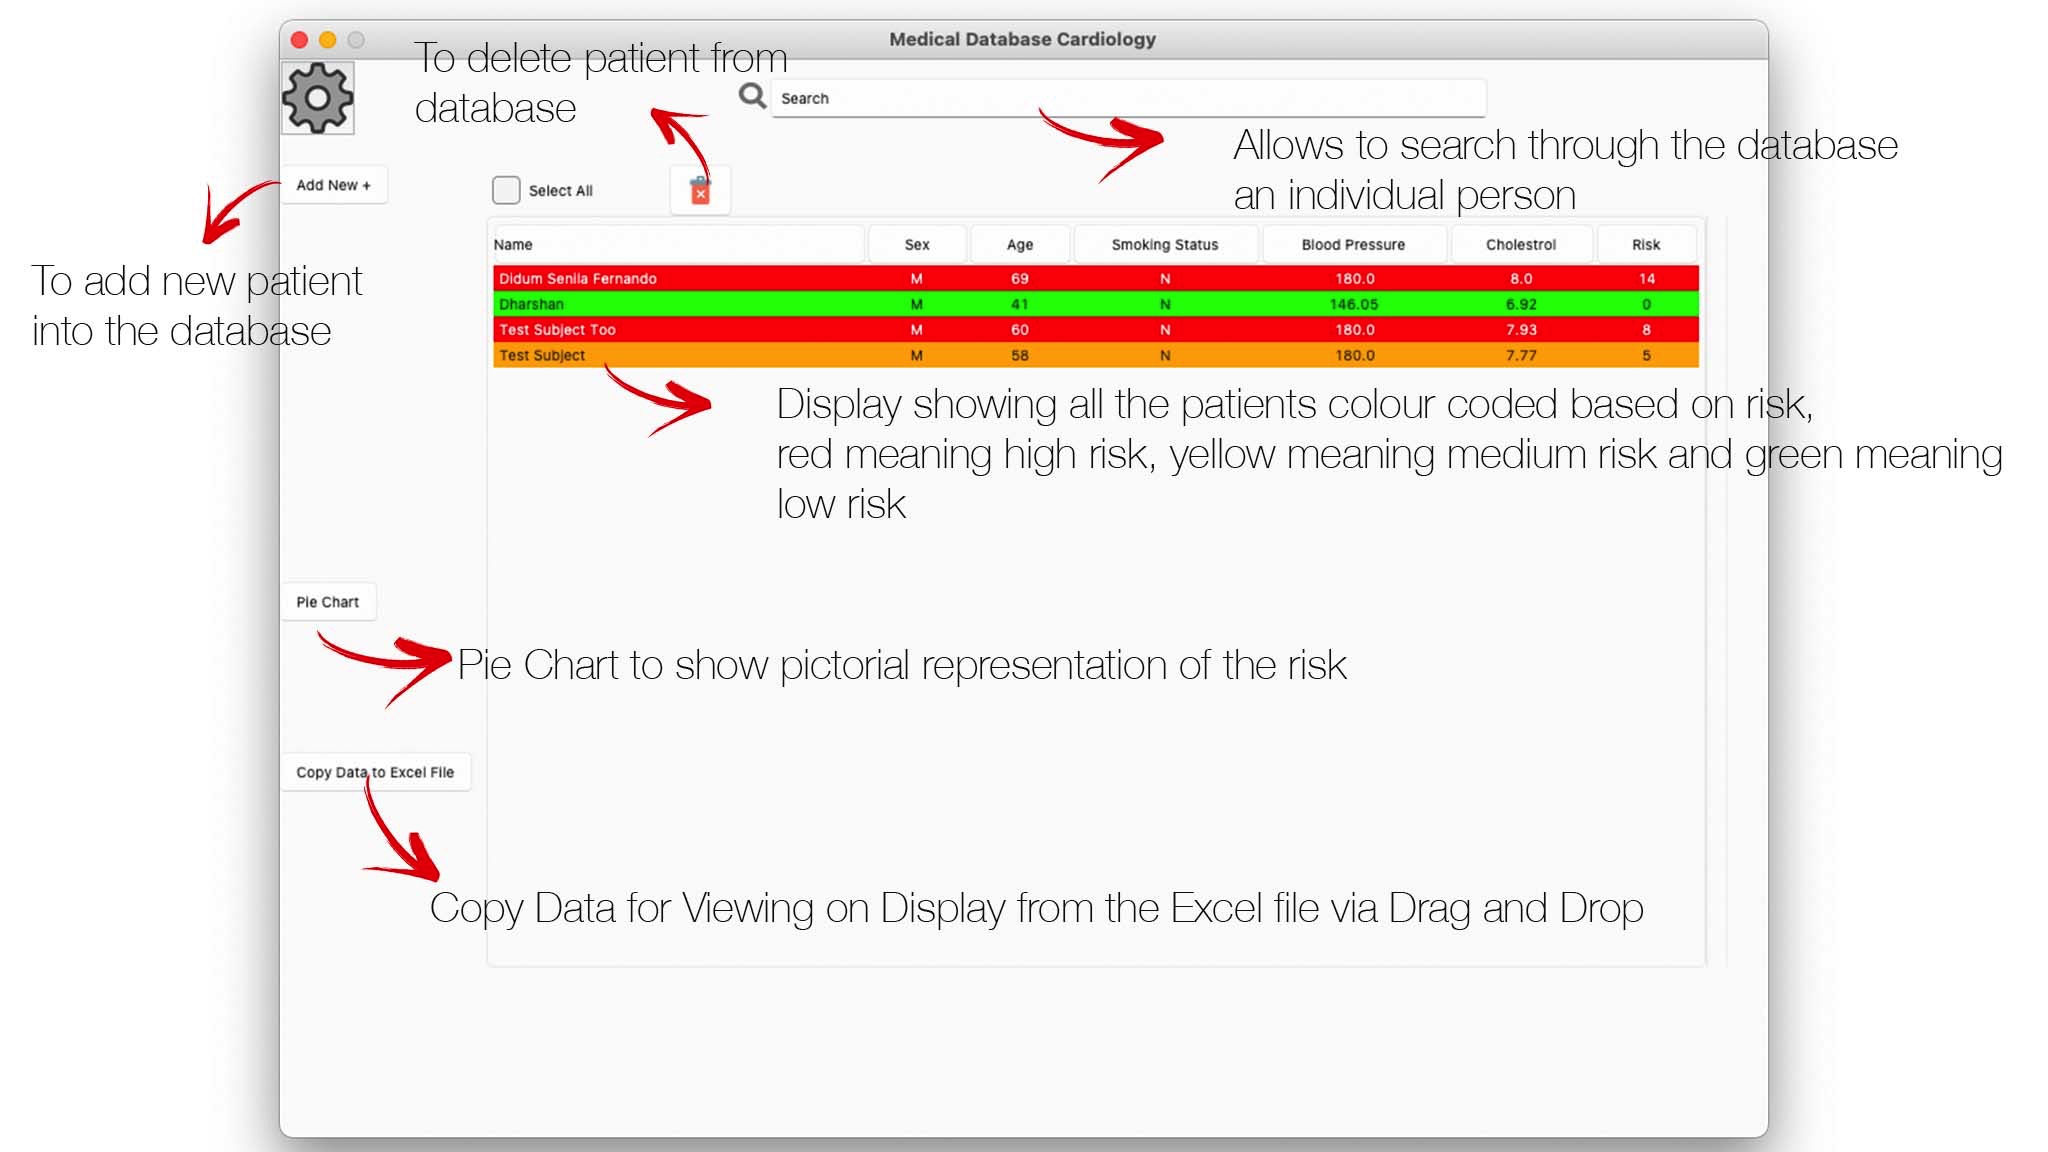 Medical Database Cardiology
To delete patient from
database
Search
Allows to search through the database
an individual person
Add New +
Select All
To add new patient
into the database
Name Sex Age Smoking Status Blood Pressure Cholestrol Risk
Didum Senila Fernando M 69 N 180.0 8.0 14
Dharshan M 41 N 146.05 6.92 0
Test Subject Too M 60 N 180.0 7.93 8
Test Subject M 58 N 180.0 7.77 5
Display showing all the patients colour coded based on risk,
red meaning high risk, yellow meaning medium risk and green meaning
low risk
Pie Chart
Pie Chart to show pictorial representation of the risk
Copy Data to Excel File
Copy Data for Viewing on Display from the Excel file via Drag and Drop